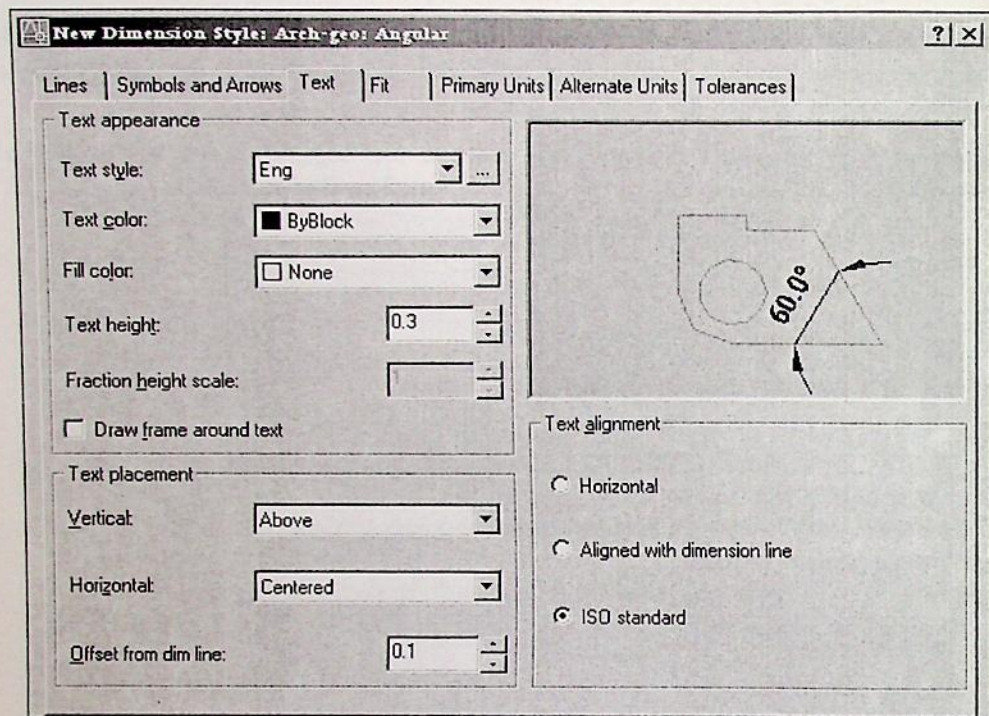 New Dimension Style: Arch-geo: Angular
Lines Symbols and Arrows Text Fit Primary Units Alternate Units Tolerances
Text appearance
Text style: Eng ...
Text color: ByBlock
Fill color: None
Text height: 0.3
Fraction height scale: 1
Draw frame around text
Text placement
Vertical: Above
Horizontal: Centered
Offset from dim line: 0.1
60.0°
Text alignment
Horizontal
Aligned with dimension line
ISO standard